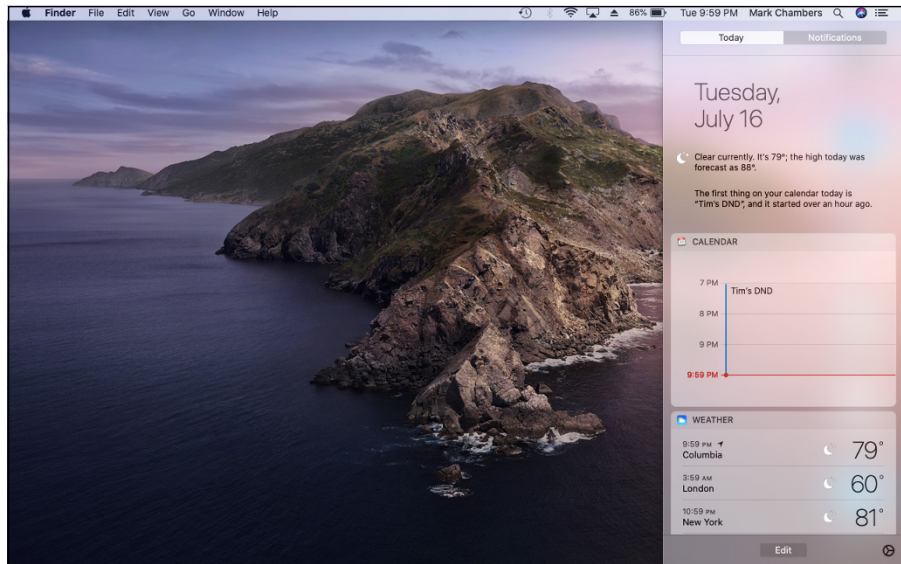 Finder File Edit View Go Window Help 86% Tue 9:59 PM Mark Chambers
Today Notifications
Tuesday,
July 16
Clear currently. It's 79°; the high today was
forecast as 88°.
The first thing on your calendar today is
“Tim's DND”, and it started over an hour ago.
CALENDAR
7 PM
Tim's DND
8 PM
9 PM
9:59 PM
WEATHER
9:59 PM
Columbia 79°
3:59 AM
London 60°
10:59 PM
New York 81°
Edit